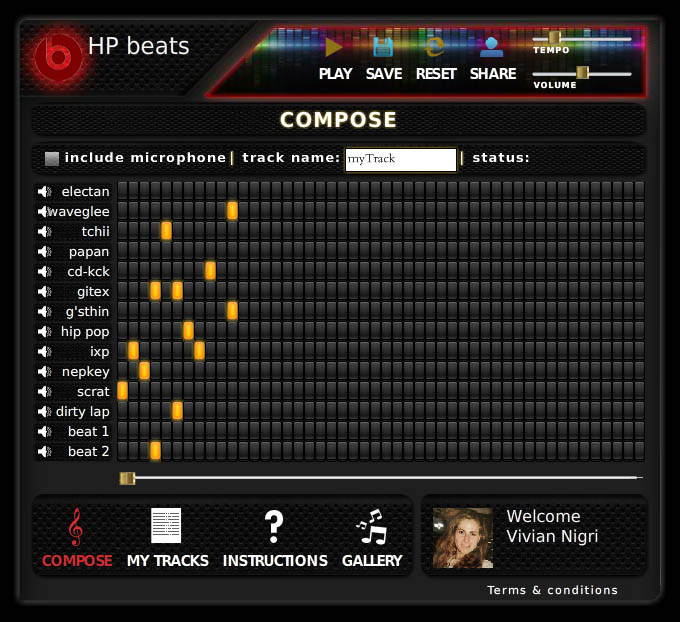 HP beats
PLAY SAVE RESET SHARE
TEMPO
VOLUME
COMPOSE
include microphone | track name: myTrack | status:
electan
waveglee
tchii
papan
cd-kck
gitex
g'sthin
hip pop
ixp
nepkey
scrat
dirty lap
beat 1
beat 2
COMPOSE MY TRACKS INSTRUCTIONS GALLERY
Welcome
Vivian Nigri
Terms & conditions